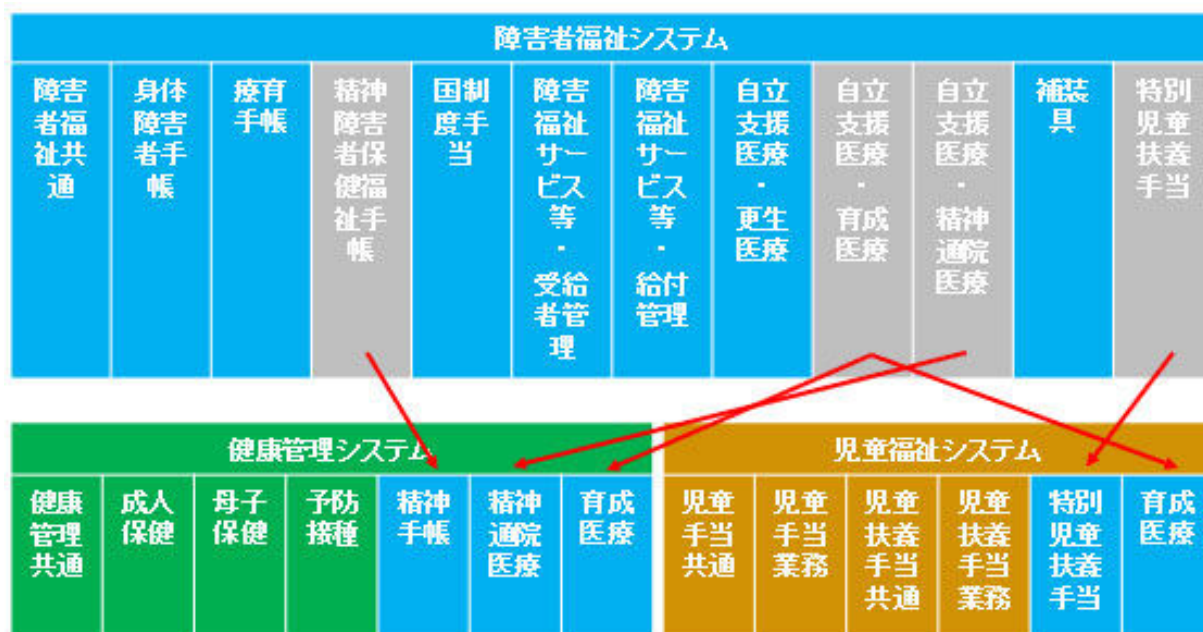 障害者福祉システム
障害
者福
祉共
通
身体
障害
者手
帳
療育
手帳
精神
障害
者保
健福
祉手
帳
国制
度手
当
障害
福祉
サー
ビス
等
・
受給
者管
理
障害
福祉
サー
ビス
等
・
給付
管理
自立
支援
医療
・
更生
医療
自立
支援
医療
・
育成
医療
自立
支援
医療
・
精神
通院
医療
補装
具
特別
児童
扶養
手当
健康管理システム
健康
管理
共通
成人
保健
母子
保健
予防
接種
精神
手帳
精神
通院
医療
育成
医療
児童福祉システム
児童
手当
共通
児童
手当
業務
児童
扶養
手当
共通
児童
扶養
手当
業務
特別
児童
扶養
手当
育成
医療